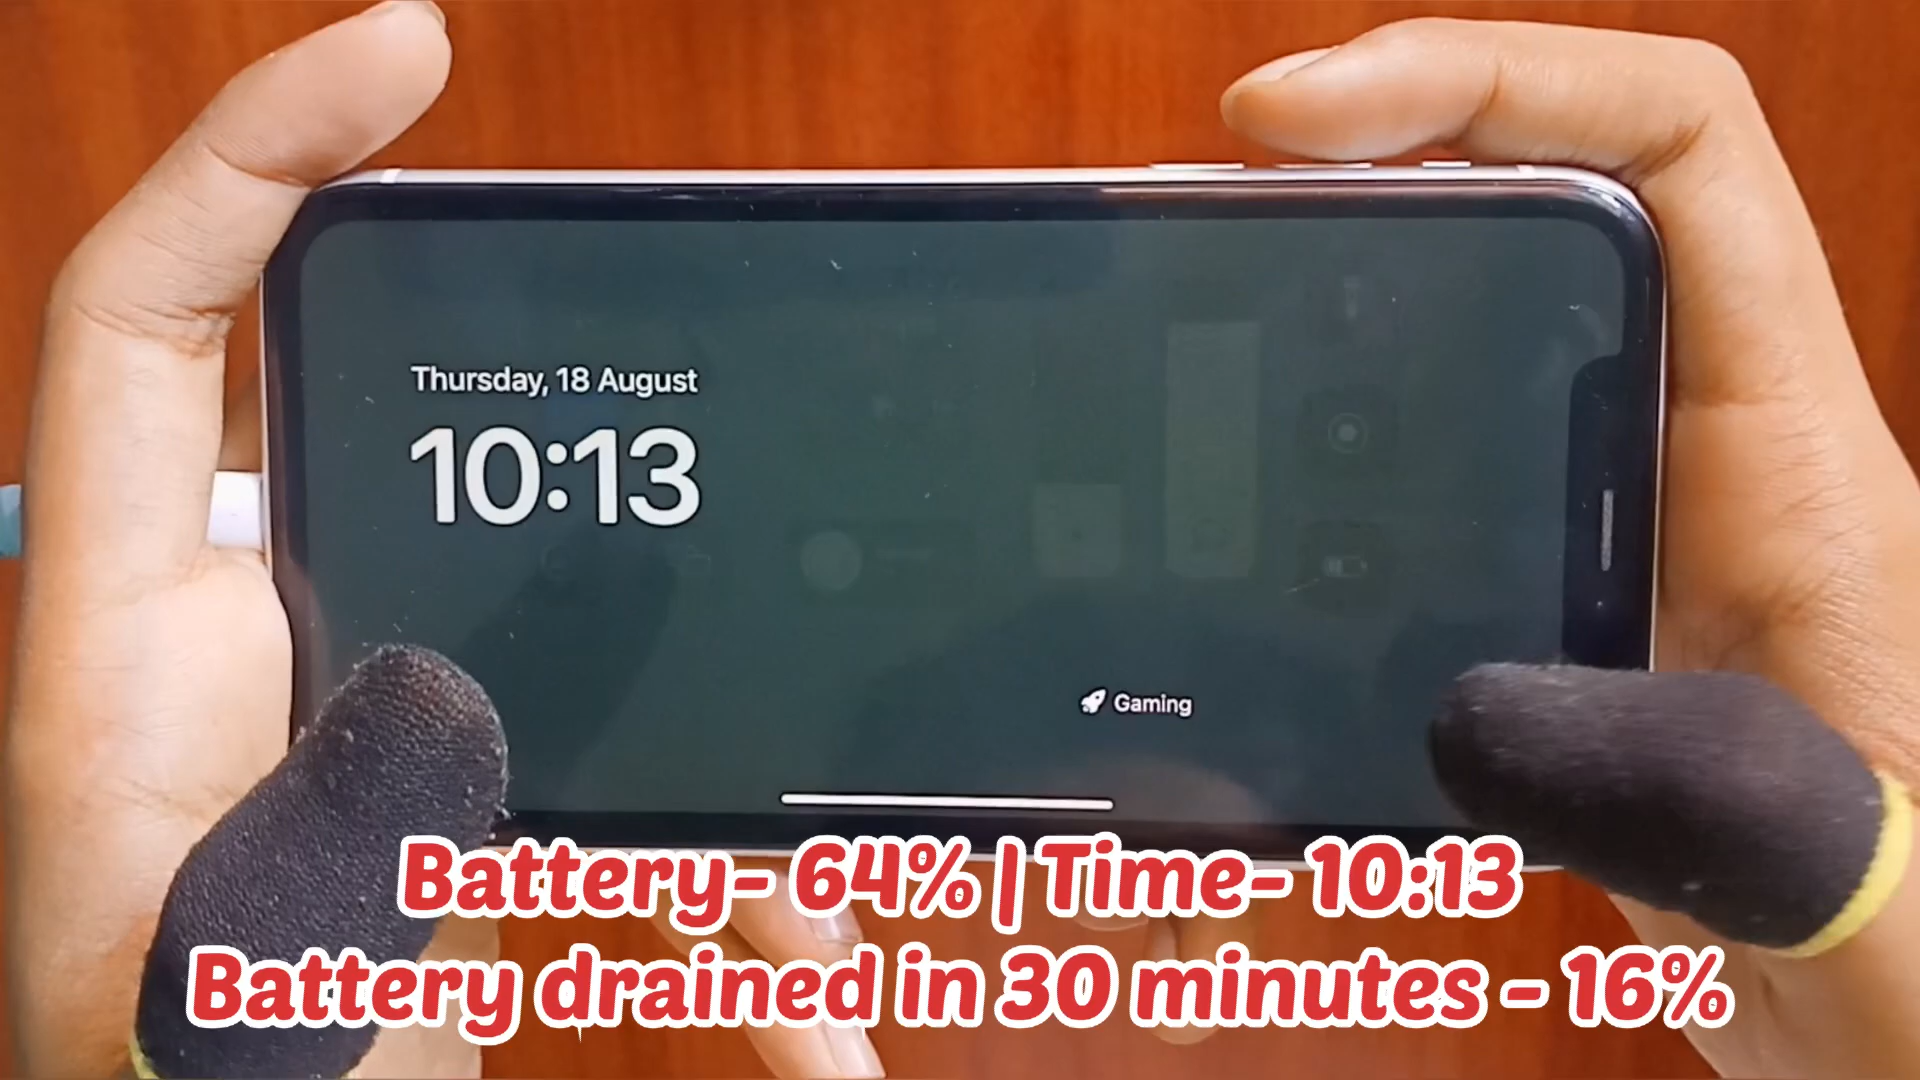 Thursday, 18 August
10:13
Gaming
Battery- 64% | Time- 10:13
Battery drained in 30 minutes - 16%